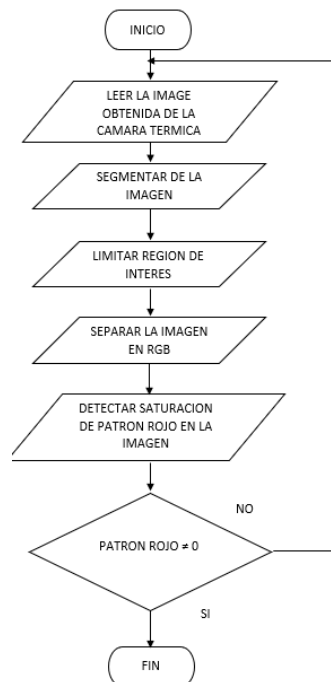 INICIO
LEER LA IMAGE
OBTENIDA DE LA
CAMARA TERMICA
SEGMENTAR DE LA
IMAGEN
LIMITAR REGION DE
INTERES
SEPARAR LA IMAGEN
EN RGB
DETECTAR SATURACION
DE PATRON ROJO EN LA
IMAGEN
NO
PATRON ROJO ≠ 0
SI
FIN